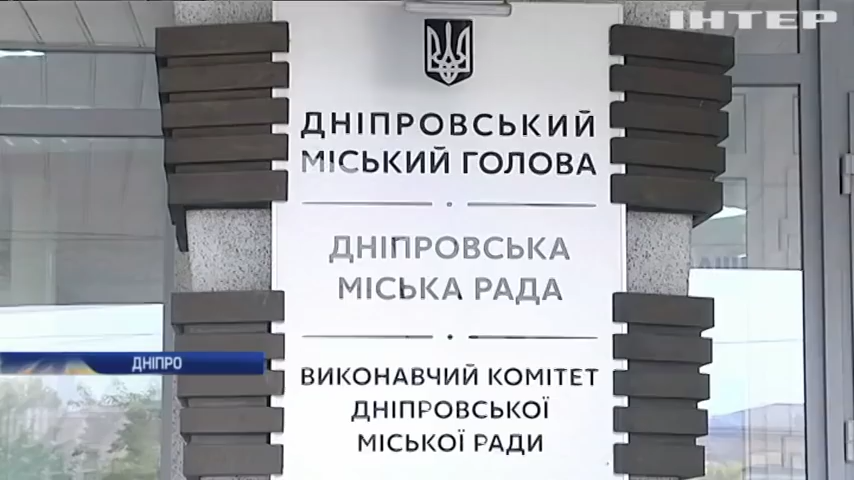 ІНТЕР
ДНІПРОВСЬКИЙ
МІСЬКИЙ ГОЛОВА
ДНІПРОВСЬКА
МІСЬКА РАДА
ДНІПРО
ВИКОНАВЧИЙ КОМІТЕТ
ДНІПРОВСЬКОЇ
МІСЬКОЇ РАДИ